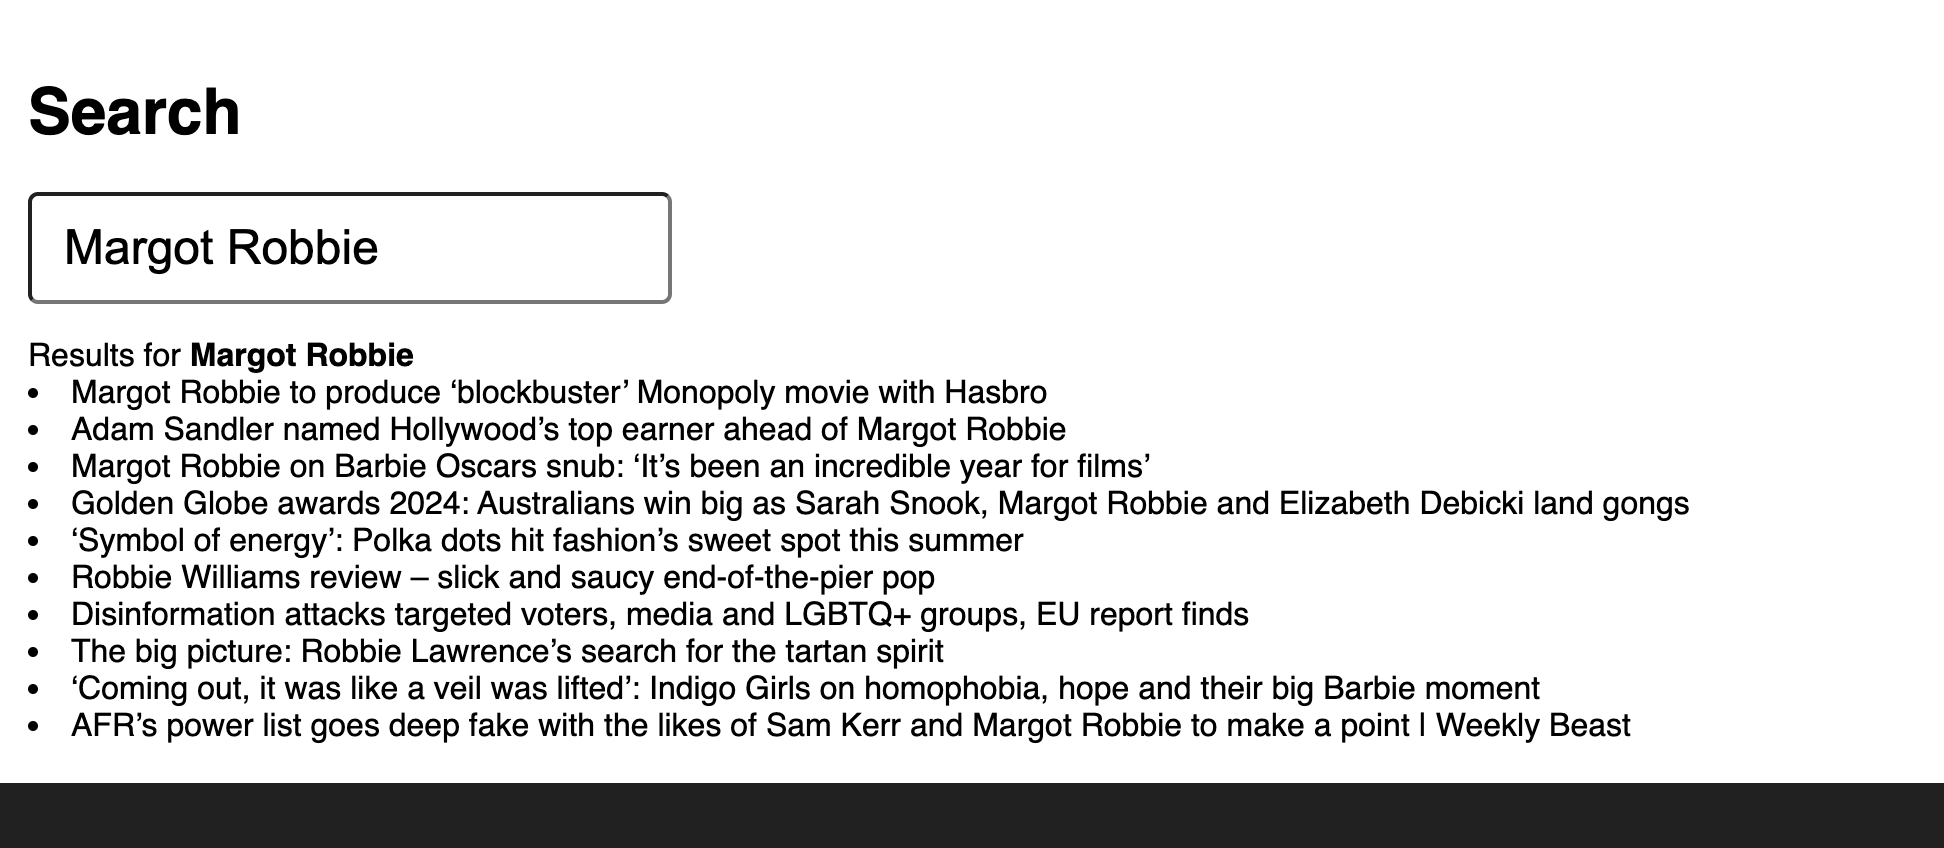 Search
Margot Robbie
Results for Margot Robbie
• Margot Robbie to produce ‘blockbuster’ Monopoly movie with Hasbro
• Adam Sandler named Hollywood’s top earner ahead of Margot Robbie
• Margot Robbie on Barbie Oscars snub: ‘It’s been an incredible year for films’
• Golden Globe awards 2024: Australians win big as Sarah Snook, Margot Robbie and Elizabeth Debicki land gongs
• ‘Symbol of energy’: Polka dots hit fashion’s sweet spot this summer
• Robbie Williams review – slick and saucy end-of-the-pier pop
• Disinformation attacks targeted voters, media and LGBTQ+ groups, EU report finds
• The big picture: Robbie Lawrence’s search for the tartan spirit
• ‘Coming out, it was like a veil was lifted’: Indigo Girls on homophobia, hope and their big Barbie moment
• AFR’s power list goes deep fake with the likes of Sam Kerr and Margot Robbie to make a point | Weekly Beast